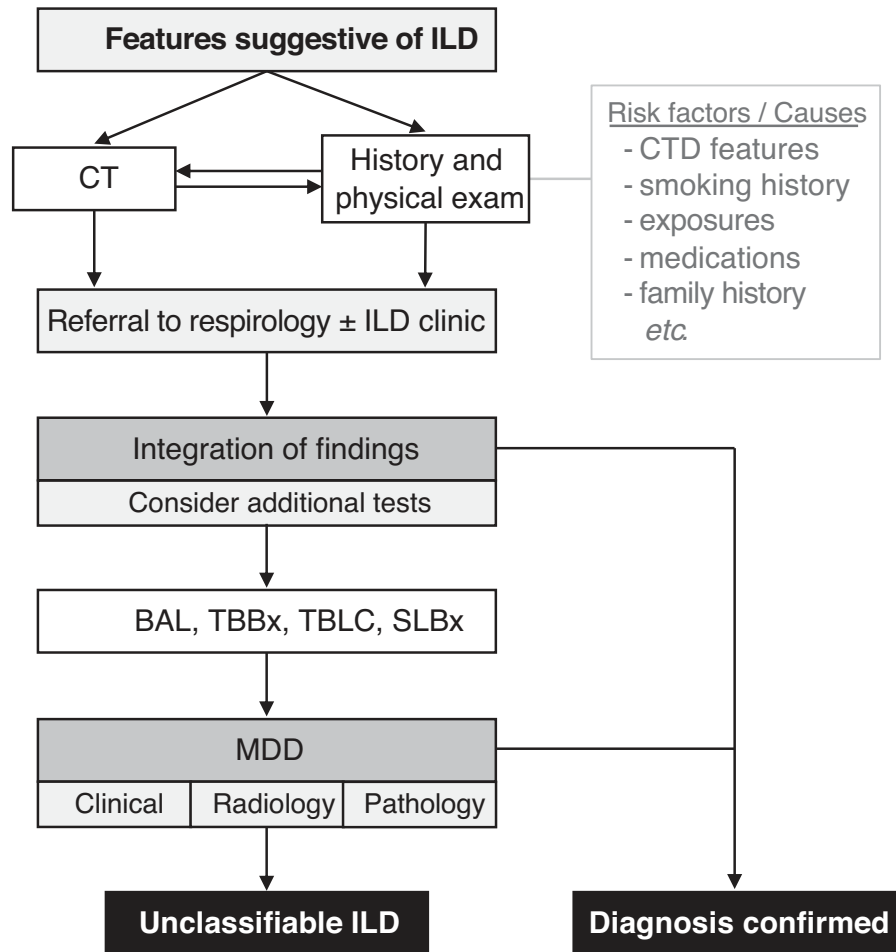 Features suggestive of ILD
CT
History and
physical exam
Risk factors / Causes
- CTD features
- smoking history
- exposures
- medications
- family history
etc.
Referral to respirology ± ILD clinic
Integration of findings
Consider additional tests
BAL, TBBx, TBLC, SLBx
MDD
Clinical
Radiology
Pathology
Unclassifiable ILD
Diagnosis confirmed